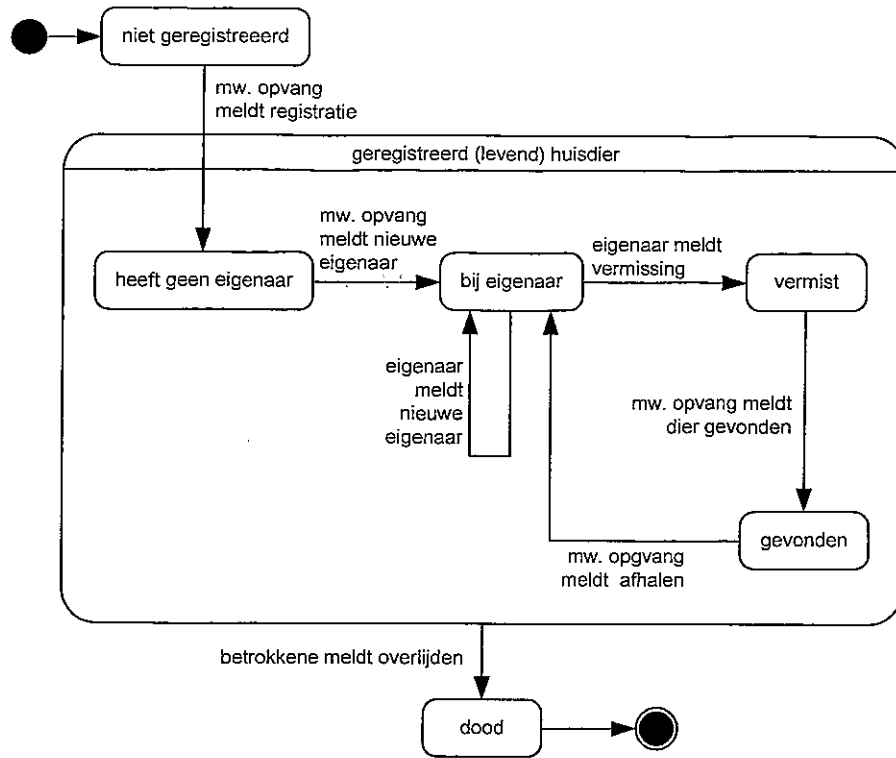 niet geregistreeerd
mw. opvang
meldt registratie
geregistreerd (levend) huisdier
mw. opvang
meldt nieuwe
eigenaar
heeft geen eigenaar
bij eigenaar
eigenaar meldt
vermissing
vermist
eigenaar
meldt
nieuwe
eigenaar
mw. opvang meldt
dier gevonden
gevonden
mw. opgvang
meldt afhalen
betrokkene meldt overlijden
dood